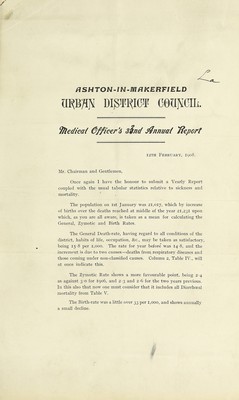 La
ASHTON-IN-MAKERFIELD
URBAN DISTRICT COUNCIL.
Medical Officer's 32nd Annual Report
12TH FEBRUARY, 1908.
Mr. Chairman and Gentlemen,
Once again I have the honour to submit a Yearly Report
coupled with the usual tabular statistics relative to sickness and
mortality.
The population on 1st January was 21,017, which by increase
of births over the deaths reached at middle of the year 21,231 upon
which, as you are all aware, is taken as a mean for calculating the
General, Zymotic and Birth Rates.
The General Death-rate, having regard to all conditions of the
district, habits of life, occupation, &c., may be taken as satisfactory,
being 15.8 per 1,000. The rate for year before was 14.6, and the
increment is due to two causes—deaths from respiratory diseases and
those coming under non-classified causes. Column 2, Table IV., will
at once indicate this.
The Zymotic Rate shows a more favourable point, being 2.4
as against 3.0 for 1906, and 2.3 and 2.6 for the two years previous.
In this also that now one must consider that it includes all Diarrhœal
mortality from Table V.
The Birth-rate was a little over 33 per 1,000, and shows annually
a small decline.